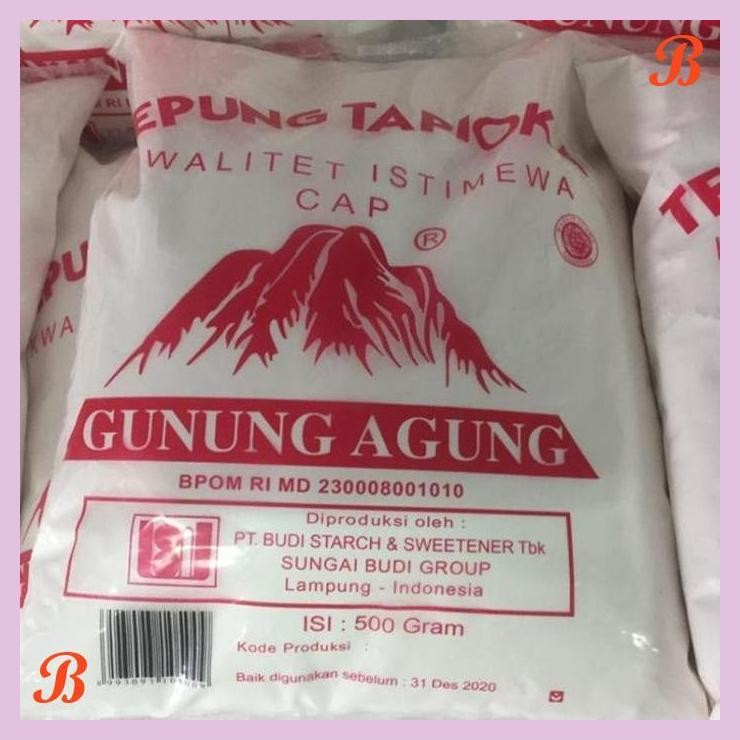 B
EPUNG TAPIOKA
WALITET ISTIMEWA
CAP
®
GUNUNG AGUNG
BPOM RI MD 230008001010
Diproduksi oleh :
PT. BUDI STARCH & SWEETENER Tbk
SUNGAI BUDI GROUP
Lampung - Indonesia
ISI : 500 Gram
Kode Produksi :
Baik digunakan sebelum : 31 Des 2020
B